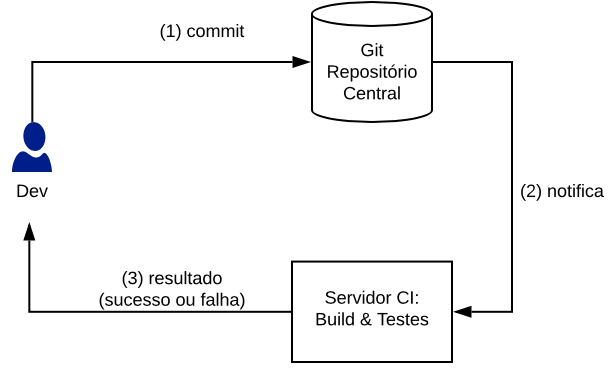 (1) commit
Git
Repositório
Central
Dev
(2) notifica
(3) resultado
(sucesso ou falha)
Servidor CI:
Build & Testes